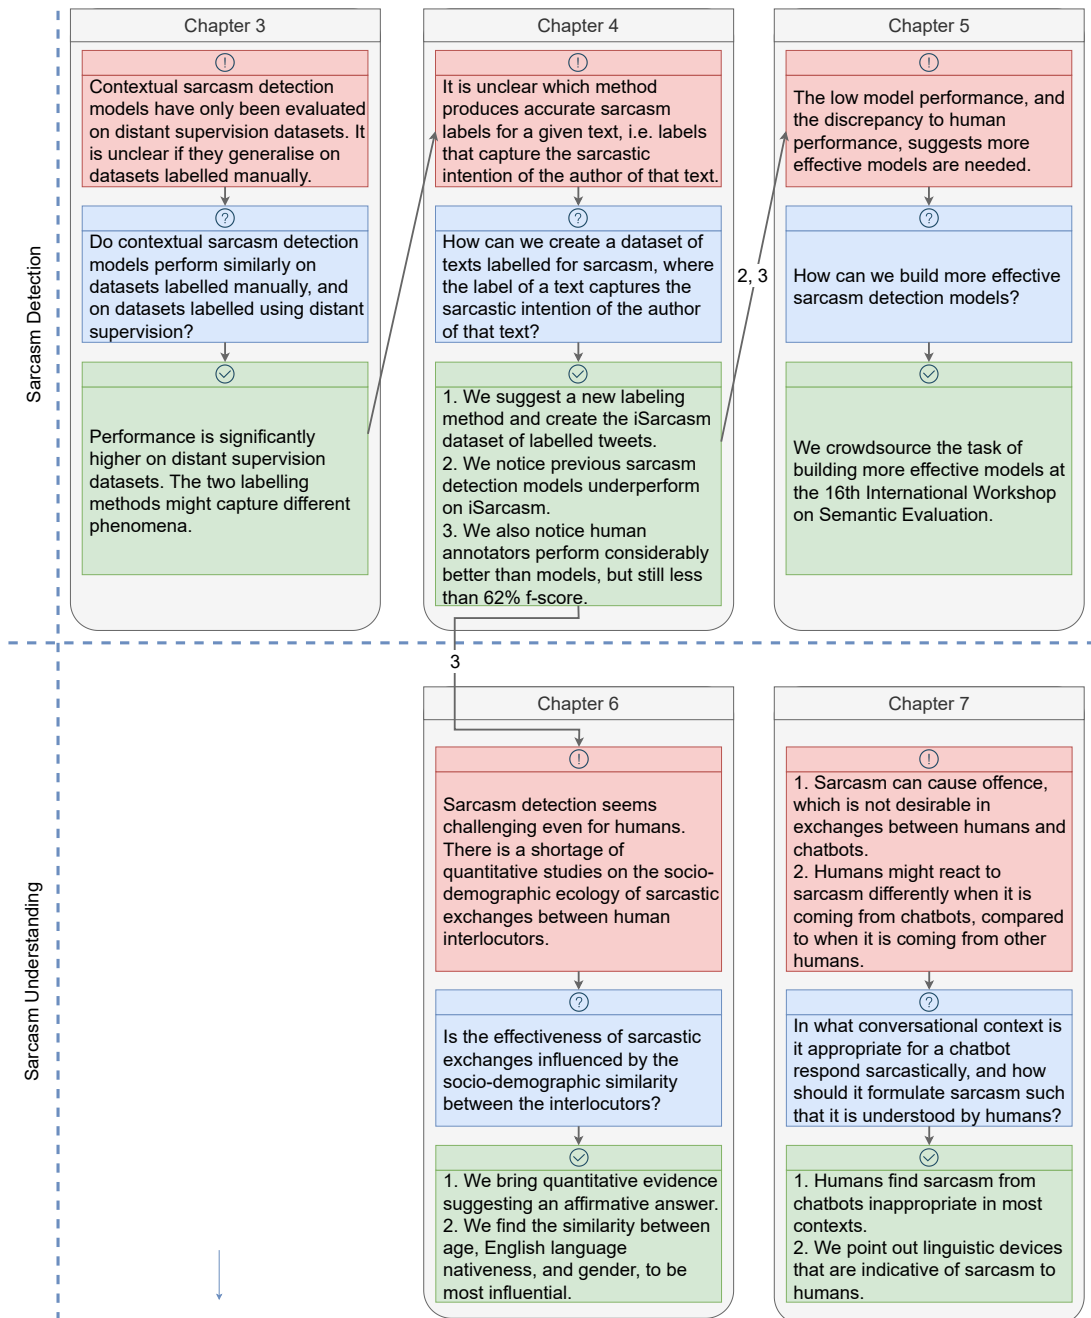 Sarcasm Detection
Chapter 3
!
Contextual sarcasm detection
models have only been evaluated
on distant supervision datasets. It
is unclear if they generalise on
datasets labelled manually.
?
Do contextual sarcasm detection
models perform similarly on
datasets labelled manually, and
on datasets labelled using distant
supervision?
Performance is significantly
higher on distant supervision
datasets. The two labelling
methods might capture different
phenomena.
Chapter 4
!
It is unclear which method
produces accurate sarcasm
labels for a given text, i.e. labels
that capture the sarcastic
intention of the author of that text.
?
How can we create a dataset of
texts labelled for sarcasm, where
the label of a text captures the
sarcastic intention of the author
of that text?
1. We suggest a new labeling
method and create the iSarcasm
dataset of labelled tweets.
2. We notice previous sarcasm
detection models underperform
on iSarcasm.
3. We also notice human
annotators perform considerably
better than models, but still less
than 62% f-score.
2, 3
Chapter 5
!
The low model performance, and
the discrepancy to human
performance, suggests more
effective models are needed.
?
How can we build more effective
sarcasm detection models?
We crowdsource the task of
building more effective models at
the 16th International Workshop
on Semantic Evaluation.
Sarcasm Understanding
3
Chapter 6
!
Sarcasm detection seems
challenging even for humans.
There is a shortage of
quantitative studies on the socio-
demographic ecology of sarcastic
exchanges between human
interlocutors.
?
Is the effectiveness of sarcastic
exchanges influenced by the
socio-demographic similarity
between the interlocutors?
1. We bring quantitative evidence
suggesting an affirmative answer.
2. We find the similarity between
age, English language
nativeness, and gender, to be
most influential.
Chapter 7
!
1. Sarcasm can cause offence,
which is not desirable in
exchanges between humans and
chatbots.
2. Humans might react to
sarcasm differently when it is
coming from chatbots, compared
to when it is coming from other
humans.
?
In what conversational context is
it appropriate for a chatbot
respond sarcastically, and how
should it formulate sarcasm such
that it is understood by humans?
1. Humans find sarcasm from
chatbots inappropriate in most
contexts.
2. We point out linguistic devices
that are indicative of sarcasm to
humans.